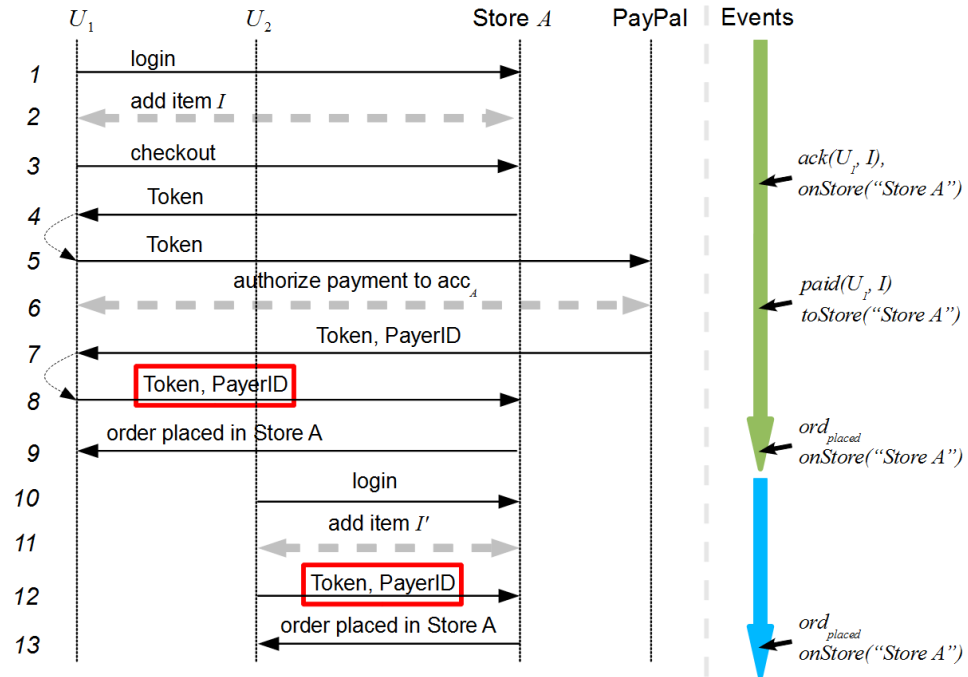 U1 U2 Store A PayPal Events
1 login
2 add item I
3 checkout
ack(U1, I),
onStore("Store A")
4 Token
5 Token
6 authorize payment to accA
paid(U1, I)
toStore("Store A")
7 Token, PayerID
8 Token, PayerID
9 order placed in Store A
ordplaced
onStore("Store A")
10 login
11 add item I'
12 Token, PayerID
13 order placed in Store A
ordplaced
onStore("Store A")